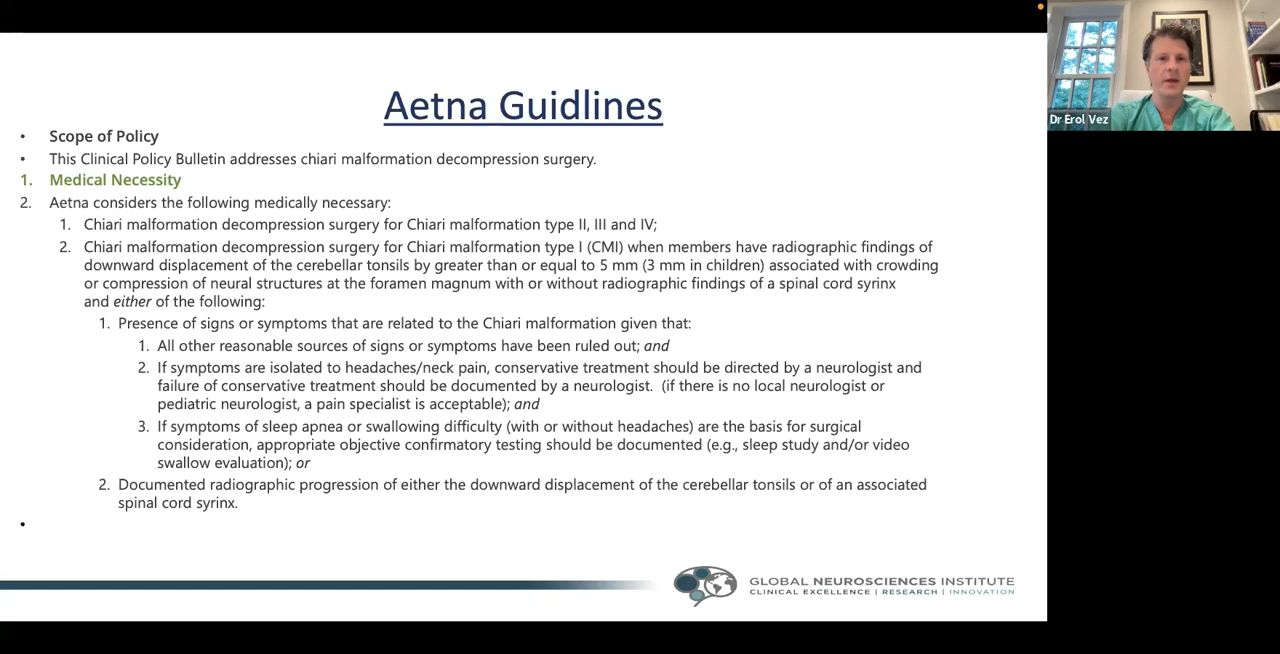 Aetna Guidlines
• Scope of Policy
• This Clinical Policy Bulletin addresses chiari malformation decompression surgery.
1. Medical Necessity
2. Aetna considers the following medically necessary:
1. Chiari malformation decompression surgery for Chiari malformation type II, III and IV;
2. Chiari malformation decompression surgery for Chiari malformation type I (CMI) when members have radiographic findings of
downward displacement of the cerebellar tonsils by greater than or equal to 5 mm (3 mm in children) associated with crowding
or compression of neural structures at the foramen magnum with or without radiographic findings of a spinal cord syrinx
and either of the following:
1. Presence of signs or symptoms that are related to the Chiari malformation given that:
1. All other reasonable sources of signs or symptoms have been ruled out; and
2. If symptoms are isolated to headaches/neck pain, conservative treatment should be directed by a neurologist and
failure of conservative treatment should be documented by a neurologist. (if there is no local neurologist or
pediatric neurologist, a pain specialist is acceptable); and
3. If symptoms of sleep apnea or swallowing difficulty (with or without headaches) are the basis for surgical
consideration, appropriate objective confirmatory testing should be documented (e.g., sleep study and/or video
swallow evaluation); or
2. Documented radiographic progression of either the downward displacement of the cerebellar tonsils or of an associated
spinal cord syrinx.
•
GLOBAL NEUROSCIENCES INSTITUTE
CLINICAL EXCELLENCE | RESEARCH | INNOVATION
Dr Erol Vez